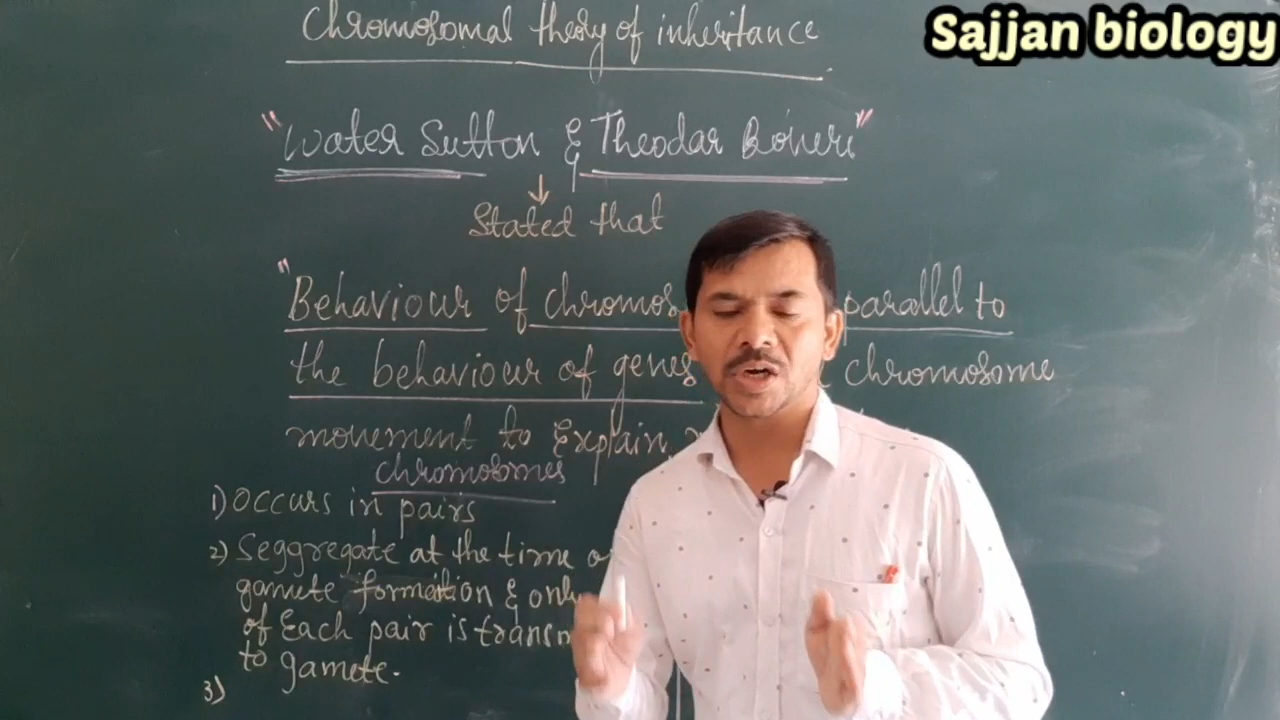 Chromosomal theory of inheritance
Sajjan biology
"Water Sutton & Theodar Boveri"
Stated that
"Behaviour of chromos parallel to
the behaviour of genes chromosome
movement to Explain
chromosomes
1) Occurs in pairs
2) Seggregate at the time
gamete formation & only
of Each pair is transm
to gamete.
3)